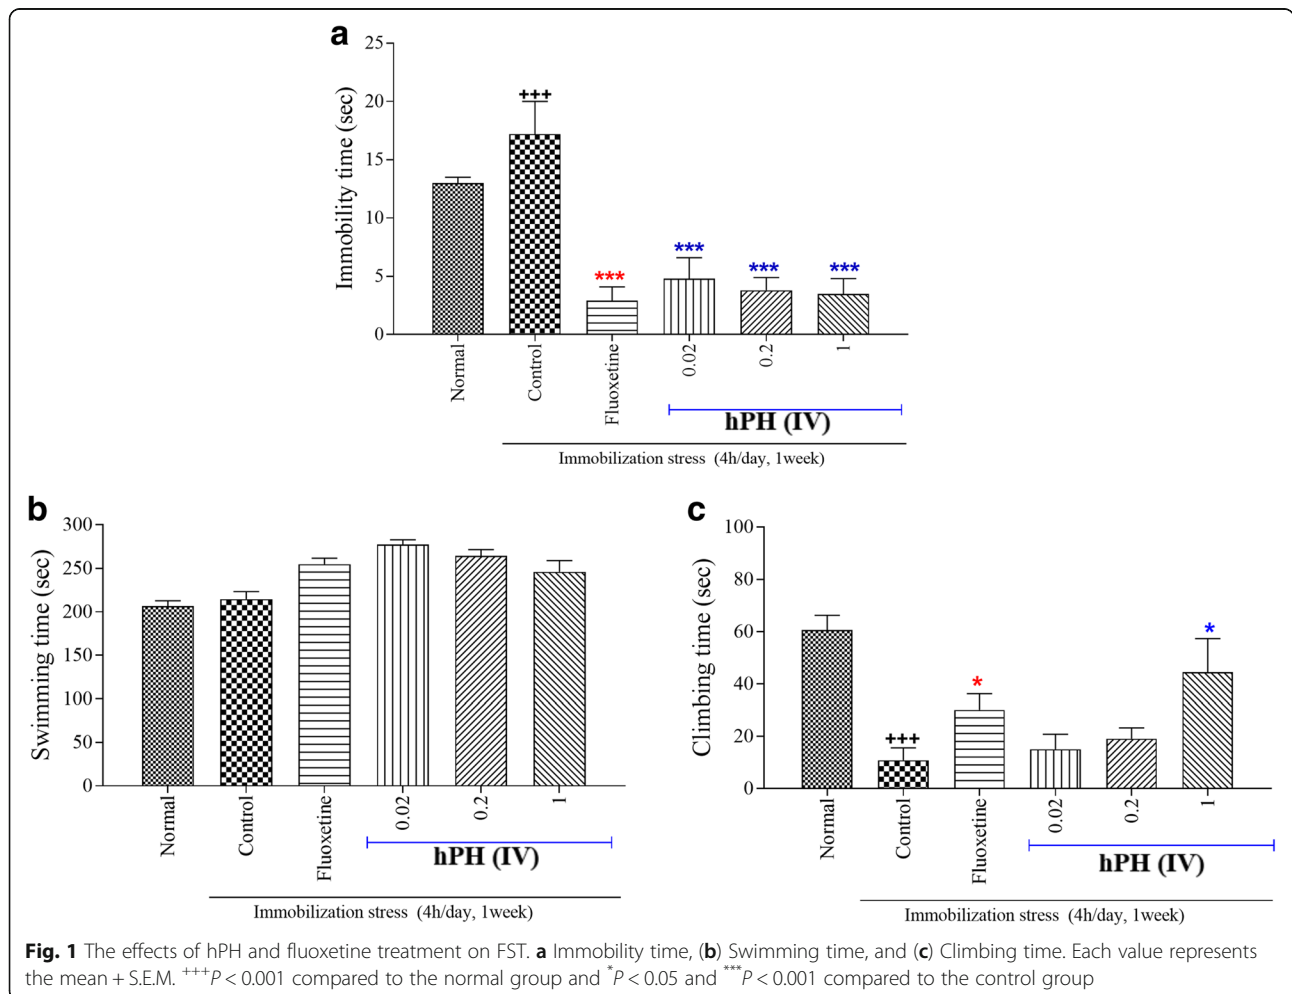 a
25
20
15
10
5
0
Immobility time (sec)
+++
***
***
***
***
Normal
Control
Fluoxetine
0.02
0.2
1
hPH (IV)
Immobilization stress (4h/day, 1week)
b
300
250
200
150
100
50
0
Swimming time (sec)
Normal
Control
Fluoxetine
0.02
0.2
1
hPH (IV)
Immobilization stress (4h/day, 1week)
c
100
80
60
40
20
0
Climbing time (sec)
+++
*
*
Normal
Control
Fluoxetine
0.02
0.2
1
hPH (IV)
Immobilization stress (4h/day, 1week)
Fig. 1 The effects of hPH and fluoxetine treatment on FST. a Immobility time, (b) Swimming time, and (c) Climbing time. Each value represents
the mean + S.E.M. +++P < 0.001 compared to the normal group and *P < 0.05 and ***P < 0.001 compared to the control group